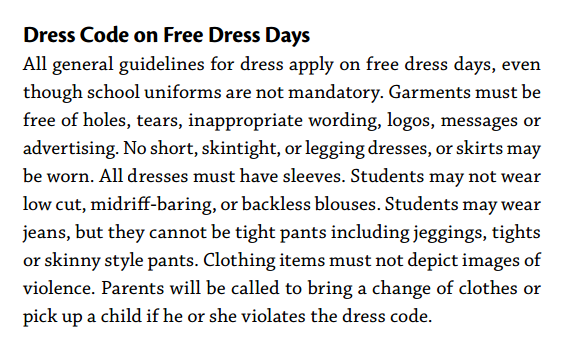 Dress Code on Free Dress Days
All general guidelines for dress apply on free dress days, even
though school uniforms are not mandatory. Garments must be
free of holes, tears, inappropriate wording, logos, messages or
advertising. No short, skintight, or legging dresses, or skirts may
be worn. All dresses must have sleeves. Students may not wear
low cut, midriff-baring, or backless blouses. Students may wear
jeans, but they cannot be tight pants including jeggings, tights
or skinny style pants. Clothing items must not depict images of
violence. Parents will be called to bring a change of clothes or
pick up a child if he or she violates the dress code.